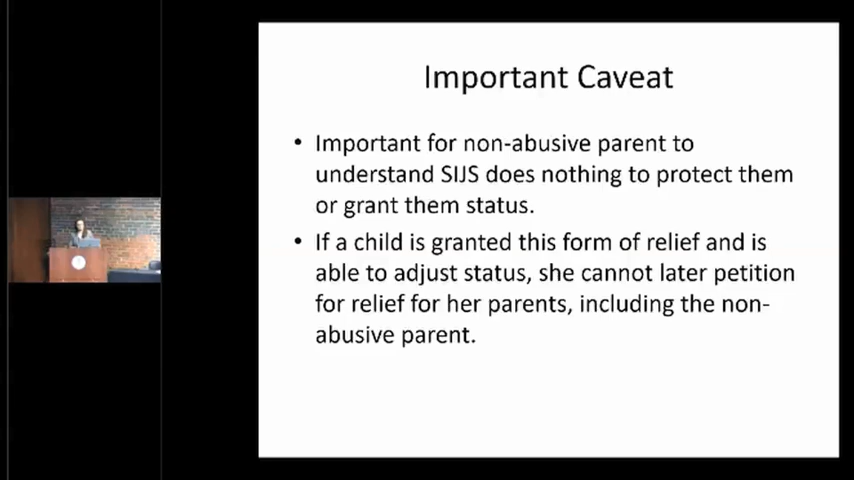 Important Caveat
• Important for non-abusive parent to
understand SIJS does nothing to protect them
or grant them status.
• If a child is granted this form of relief and is
able to adjust status, she cannot later petition
for relief for her parents, including the non-
abusive parent.